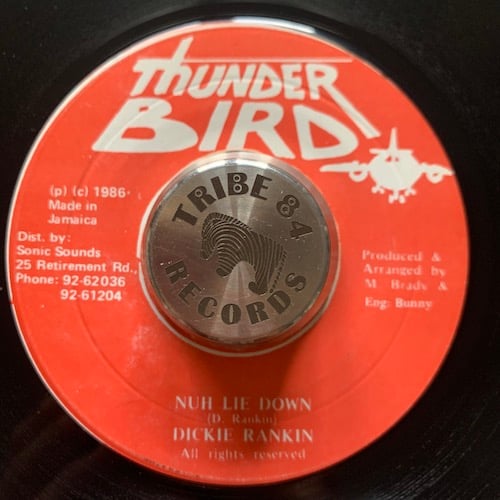 THUNDER
BIRD
(p) (c) 1986
Made in
Jamaica
Dist. by:
Sonic Sounds
25 Retirement Rd.,
Phone: 92-62036
92-61204
TRIBE 84
RECORDS
Produced &
Arranged by
M. Brady &
Eng: Bunny
NUH LIE DOWN
(D. Rankin)
DICKIE RANKIN
All rights reserved